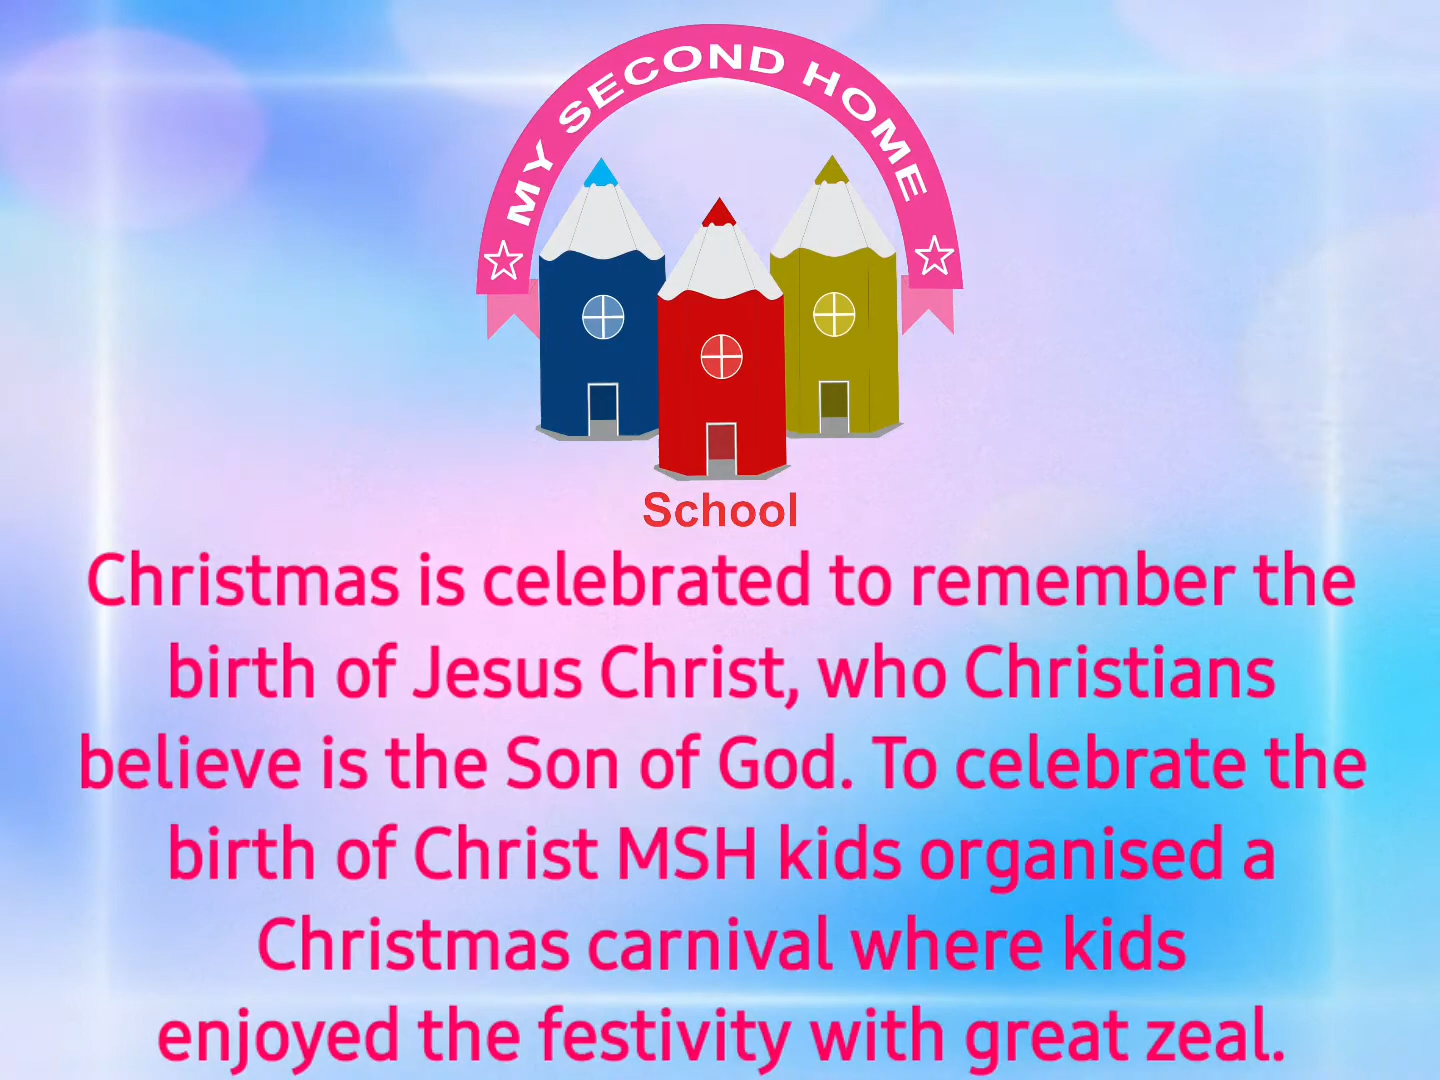 MY SECOND HOME
School
Christmas is celebrated to remember the
birth of Jesus Christ, who Christians
believe is the Son of God. To celebrate the
birth of Christ MSH kids organised a
Christmas carnival where kids
enjoyed the festivity with great zeal.